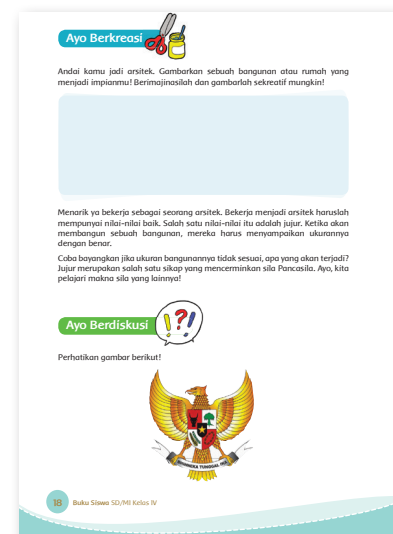 Ayo Berkreasi
Andai kamu jadi arsitek. Gambarkan sebuah bangunan atau rumah yang
menjadi impianmu! Berimajinasilah dan gambarlah sekreatif mungkin!
Menarik ya bekerja sebagai seorang arsitek. Bekerja menjadi arsitek haruslah
mempunyai nilai-nilai baik. Salah satu nilai-nilai itu adalah jujur. Ketika akan
membangun sebuah bangunan, mereka harus menyampaikan ukurannya
dengan benar.
Coba bayangkan jika ukuran bangunannya tidak sesuai, apa yang akan terjadi?
Jujur merupakan salah satu sikap yang mencerminkan sila Pancasila. Ayo, kita
pelajari makna sila yang lainnya!
Ayo Berdiskusi
!?!
Perhatikan gambar berikut!
BHINNEKA TUNGGAL IKA
18 Buku Siswa SD/MI Kelas IV